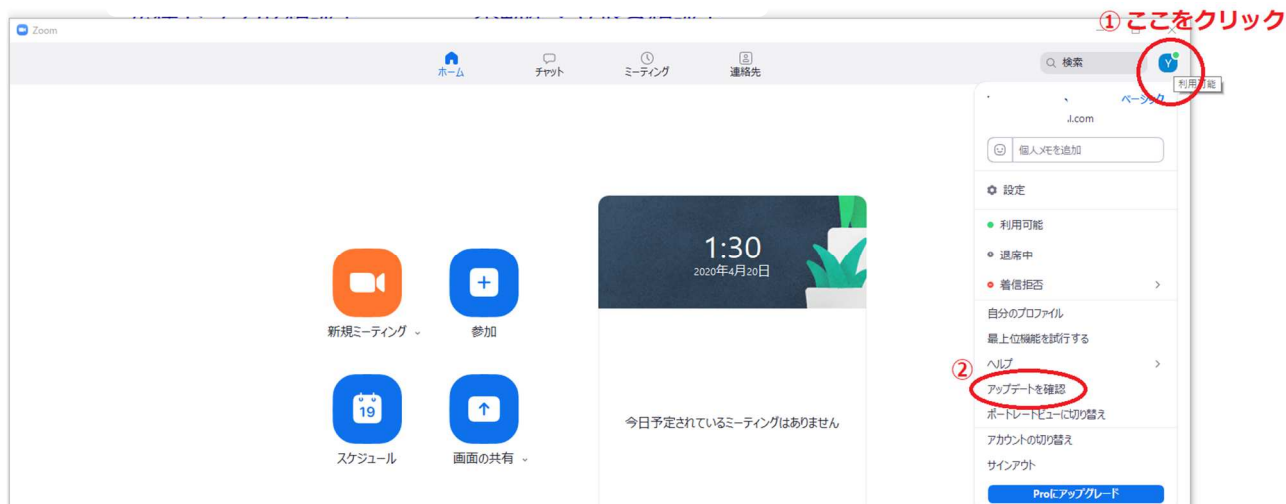 ① ここをクリック
Zoom
ホーム
チャット
ミーティング
連絡先
検索
Y
利用可能
ベーシック
l.com
個人メモを追加
設定
利用可能
退席中
着信拒否
自分のプロファイル
最上位機能を試行する
ヘルプ
②
アップデートを確認
ポートレートビューに切り替え
アカウントの切り替え
サインアウト
Proにアップグレード
1:30
2020年4月20日
新規ミーティング
参加
19
スケジュール
画面の共有
今日予定されているミーティングはありません